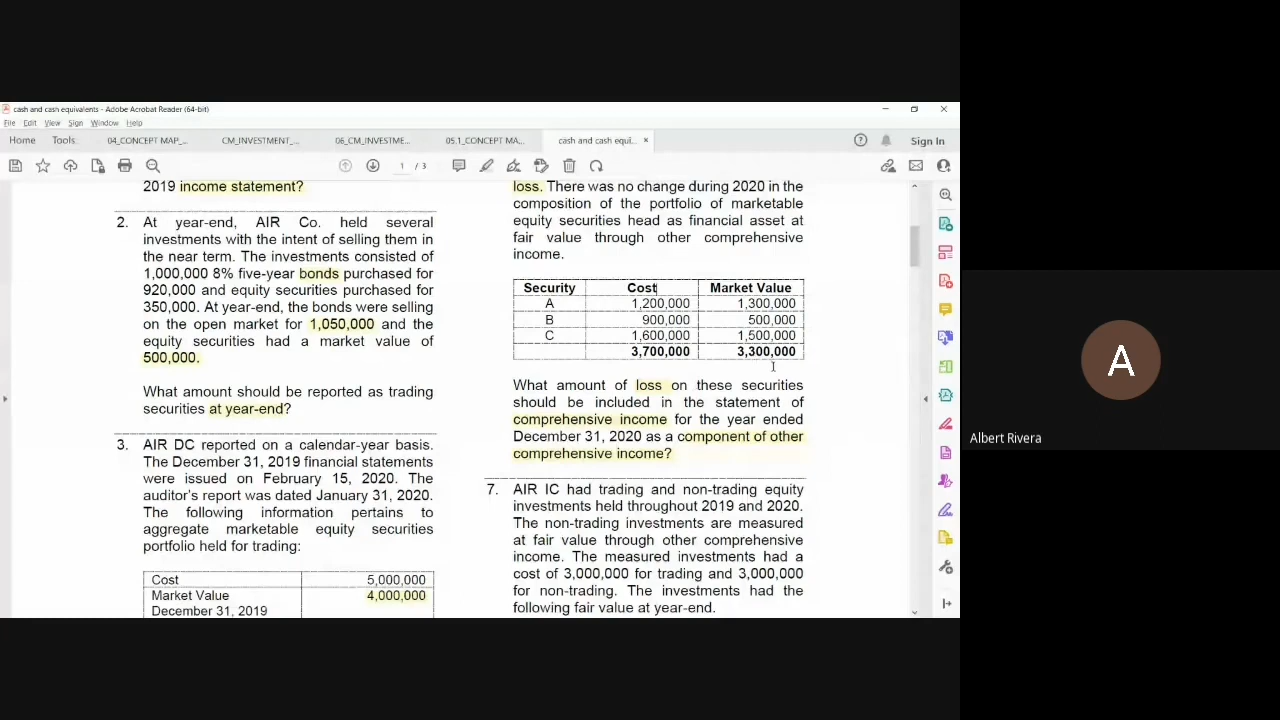 cash and cash equivalents - Adobe Acrobat Reader (64-bit)
File Edit View Sign Window Help
Home Tools 04_CONCEPT MAP_... CM_INVESTMENT_... 06_CM_INVESTME... 05.1_CONCEPT MA... cash and cash equi... × Sign In
1 / 3
2019 income statement?
2. At year-end, AIR Co. held several
investments with the intent of selling them in
the near term. The investments consisted of
1,000,000 8% five-year bonds purchased for
920,000 and equity securities purchased for
350,000. At year-end, the bonds were selling
on the open market for 1,050,000 and the
equity securities had a market value of
500,000.
What amount should be reported as trading
securities at year-end?
3. AIR DC reported on a calendar-year basis.
The December 31, 2019 financial statements
were issued on February 15, 2020. The
auditor's report was dated January 31, 2020.
The following information pertains to
aggregate marketable equity securities
portfolio held for trading:
Cost 5,000,000
Market Value 4,000,000
December 31, 2019
loss. There was no change during 2020 in the
composition of the portfolio of marketable
equity securities head as financial asset at
fair value through other comprehensive
income.
Security Cost Market Value
A 1,200,000 1,300,000
B 900,000 500,000
C 1,600,000 1,500,000
3,700,000 3,300,000
What amount of loss on these securities
should be included in the statement of
comprehensive income for the year ended
December 31, 2020 as a component of other
comprehensive income?
7. AIR IC had trading and non-trading equity
investments held throughout 2019 and 2020.
The non-trading investments are measured
at fair value through other comprehensive
income. The measured investments had a
cost of 3,000,000 for trading and 3,000,000
for non-trading. The investments had the
following fair value at year-end.
A
Albert Rivera